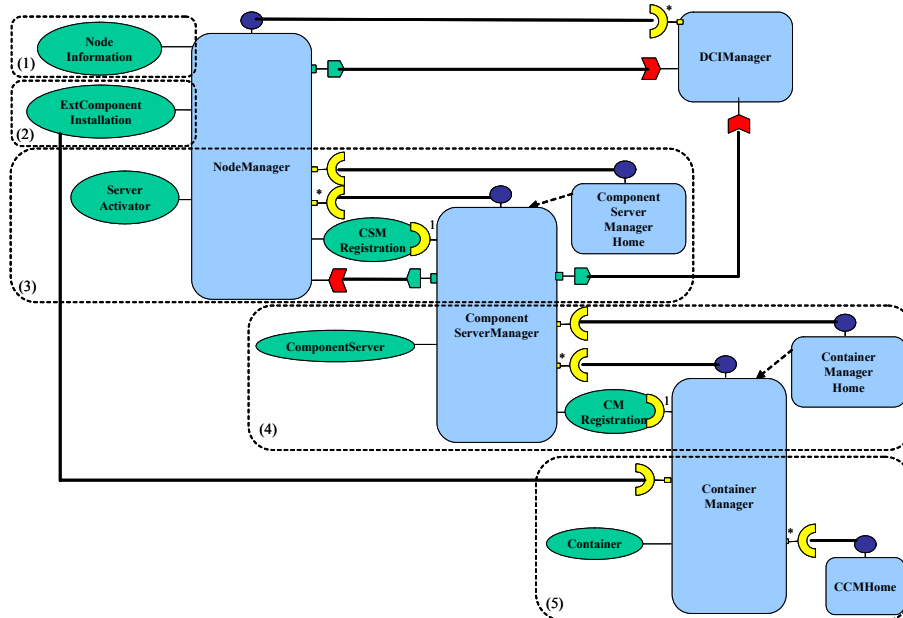 *
Node
Information
(1)
DCIManager
ExtComponent
Installation
(2)
NodeManager
Server
Activator
*
Component
Server
Manager
Home
CSM
Registration
1
(3)
Component
ServerManager
ComponentServer
*
Container
Manager
Home
CM
Registration
1
(4)
Container
Manager
*
Container
CCMHome
(5)